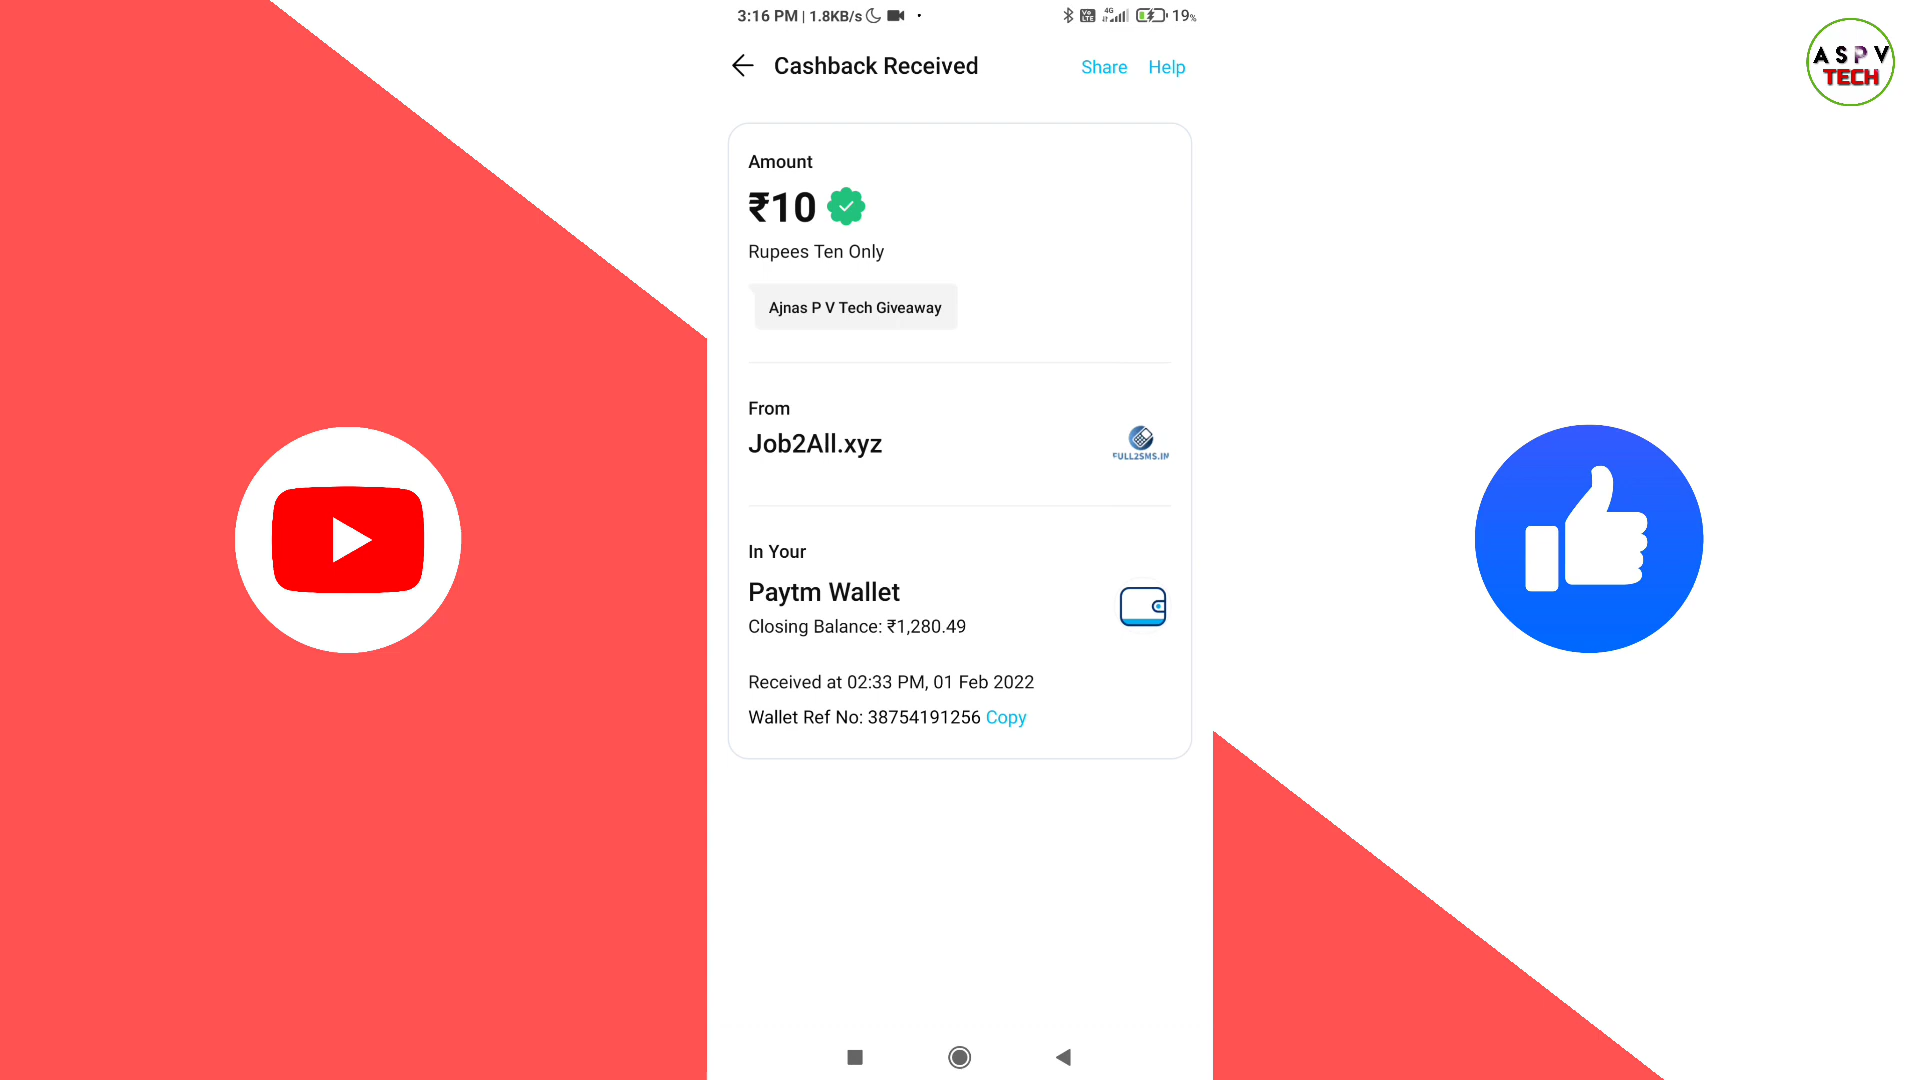 3:16 PM | 1.8KB/s
4G
19%
Cashback Received
Share
Help
A S P V
TECH
Amount
₹10
Rupees Ten Only
Ajnas P V Tech Giveaway
From
Job2All.xyz
FULL2SMS.IN
In Your
Paytm Wallet
Closing Balance: ₹1,280.49
Received at 02:33 PM, 01 Feb 2022
Wallet Ref No: 38754191256 Copy